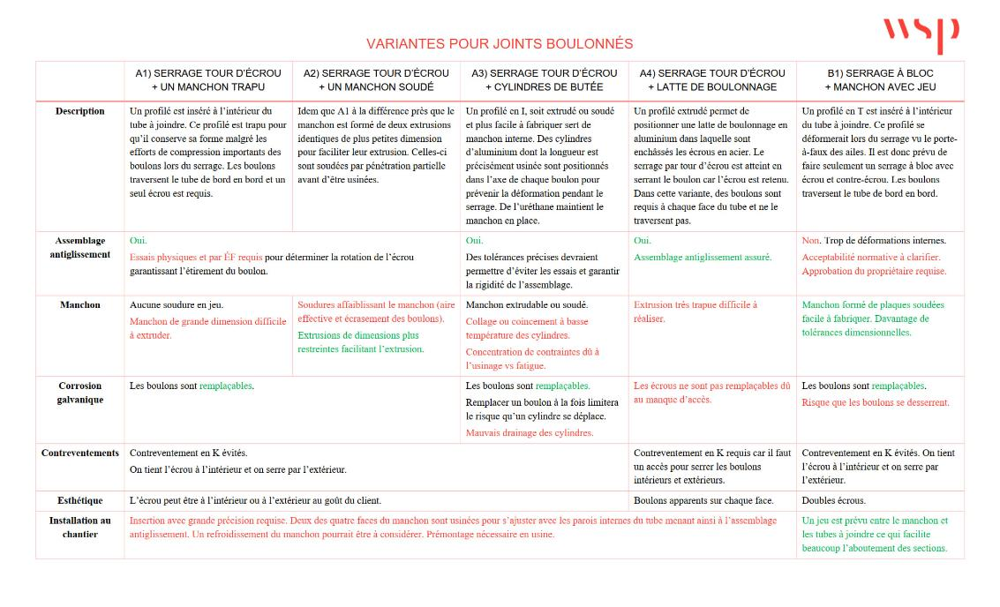 wsp
VARIANTES POUR JOINTS BOULONNÉS
A1) SERRAGE TOUR D'ÉCROU
+ UN MANCHON TRAPU
A2) SERRAGE TOUR D'ÉCROU
+ UN MANCHON SOUDÉ
A3) SERRAGE TOUR D'ÉCROU
+ CYLINDRES DE BUTÉE
A4) SERRAGE TOUR D'ÉCROU
+ LATTE DE BOULONNAGE
B1) SERRAGE À BLOC
+ MANCHON AVEC JEU
Description
Un profilé est inséré à l'intérieur du
tube à joindre. Ce profilé est trapu pour
qu'il conserve sa forme malgré les
efforts de compression importants des
boulons lors du serrage. Les boulons
traversent le tube de bord en bord et un
seul écrou est requis.
Idem que A1 à la différence près que le
manchon est formé de deux extrusions
identiques de plus petites dimension
pour faciliter leur extrusion. Celles-ci
sont soudées par pénétration partielle
avant d'être usinées.
Un profilé en I, soit extrudé ou soudé
et plus facile à fabriquer sert de
manchon interne. Des cylindres
d'aluminium dont la longueur est
précisément usinée sont positionnés
dans l'axe de chaque boulon pour
prévenir la déformation pendant le
serrage. De l'uréthane maintient le
manchon en place.
Un profilé extrudé permet de
positionner une latte de boulonnage en
aluminium dans laquelle sont
enchâssés les écrous en acier. Le
serrage par tour d'écrou est atteint en
serrant le boulon car l'écrou est retenu.
Dans cette variante, des boulons sont
requis à chaque face du tube et ne le
traversent pas.
Un profilé en T est inséré à l'intérieur
du tube à joindre. Ce profilé se
déformerait lors du serrage vu le porte-
à-faux des ailes. Il est donc prévu de
faire seulement un serrage à bloc avec
écrou et contre-écrou. Les boulons
traversent le tube de bord en bord.
Assemblage
antiglissement
Oui.
Essais physiques et par ÉF requis pour déterminer la rotation de l'écrou
garantissant l'étirement du boulon.
Oui.
Des tolérances précises devraient
permettre d'éviter les essais et garantir
la rigidité de l'assemblage.
Oui.
Assemblage antiglissement assuré.
Non. Trop de déformations internes.
Acceptabilité normative à clarifier.
Approbation du propriétaire requise.
Manchon
Aucune soudure en jeu.
Manchon de grande dimension difficile
à extruder.
Soudures affaiblissant le manchon (aire
effective et écrasement des boulons).
Extrusions de dimensions plus
restreintes facilitant l'extrusion.
Manchon extrudable ou soudé.
Collage ou coincement à basse
température des cylindres.
Concentration de contraintes dû à
l'usinage vs fatigue.
Extrusion très trapue difficile à
réaliser.
Manchon formé de plaques soudées
facile à fabriquer. Davantage de
tolérances dimensionnelles.
Corrosion
galvanique
Les boulons sont remplaçables.
Les boulons sont remplaçables.
Remplacer un boulon à la fois limitera
le risque qu'un cylindre se déplace.
Mauvais drainage des cylindres.
Les écrous ne sont pas remplaçables dû
au manque d'accès.
Les boulons sont remplaçables.
Risque que les boulons se desserrent.
Contreventements
Contreventement en K évités.
On tient l'écrou à l'intérieur et on serre par l'extérieur.
Contreventement en K requis car il faut
un accès pour serrer les boulons
intérieurs et extérieurs.
Contreventement en K évités. On tient
l'écrou à l'intérieur et on serre par
l'extérieur.
Esthétique
L'écrou peut être à l'intérieur ou à l'extérieur au goût du client.
Boulons apparents sur chaque face.
Doubles écrous.
Installation au
chantier
Insertion avec grande précision requise. Deux des quatre faces du manchon sont usinées pour s'ajuster avec les parois internes du tube menant ainsi à l'assemblage
antiglissement. Un refroidissement du manchon pourrait être à considérer. Prémontage nécessaire en usine.
Un jeu est prévu entre le manchon et
les tubes à joindre ce qui facilite
beaucoup l'aboutement des sections.